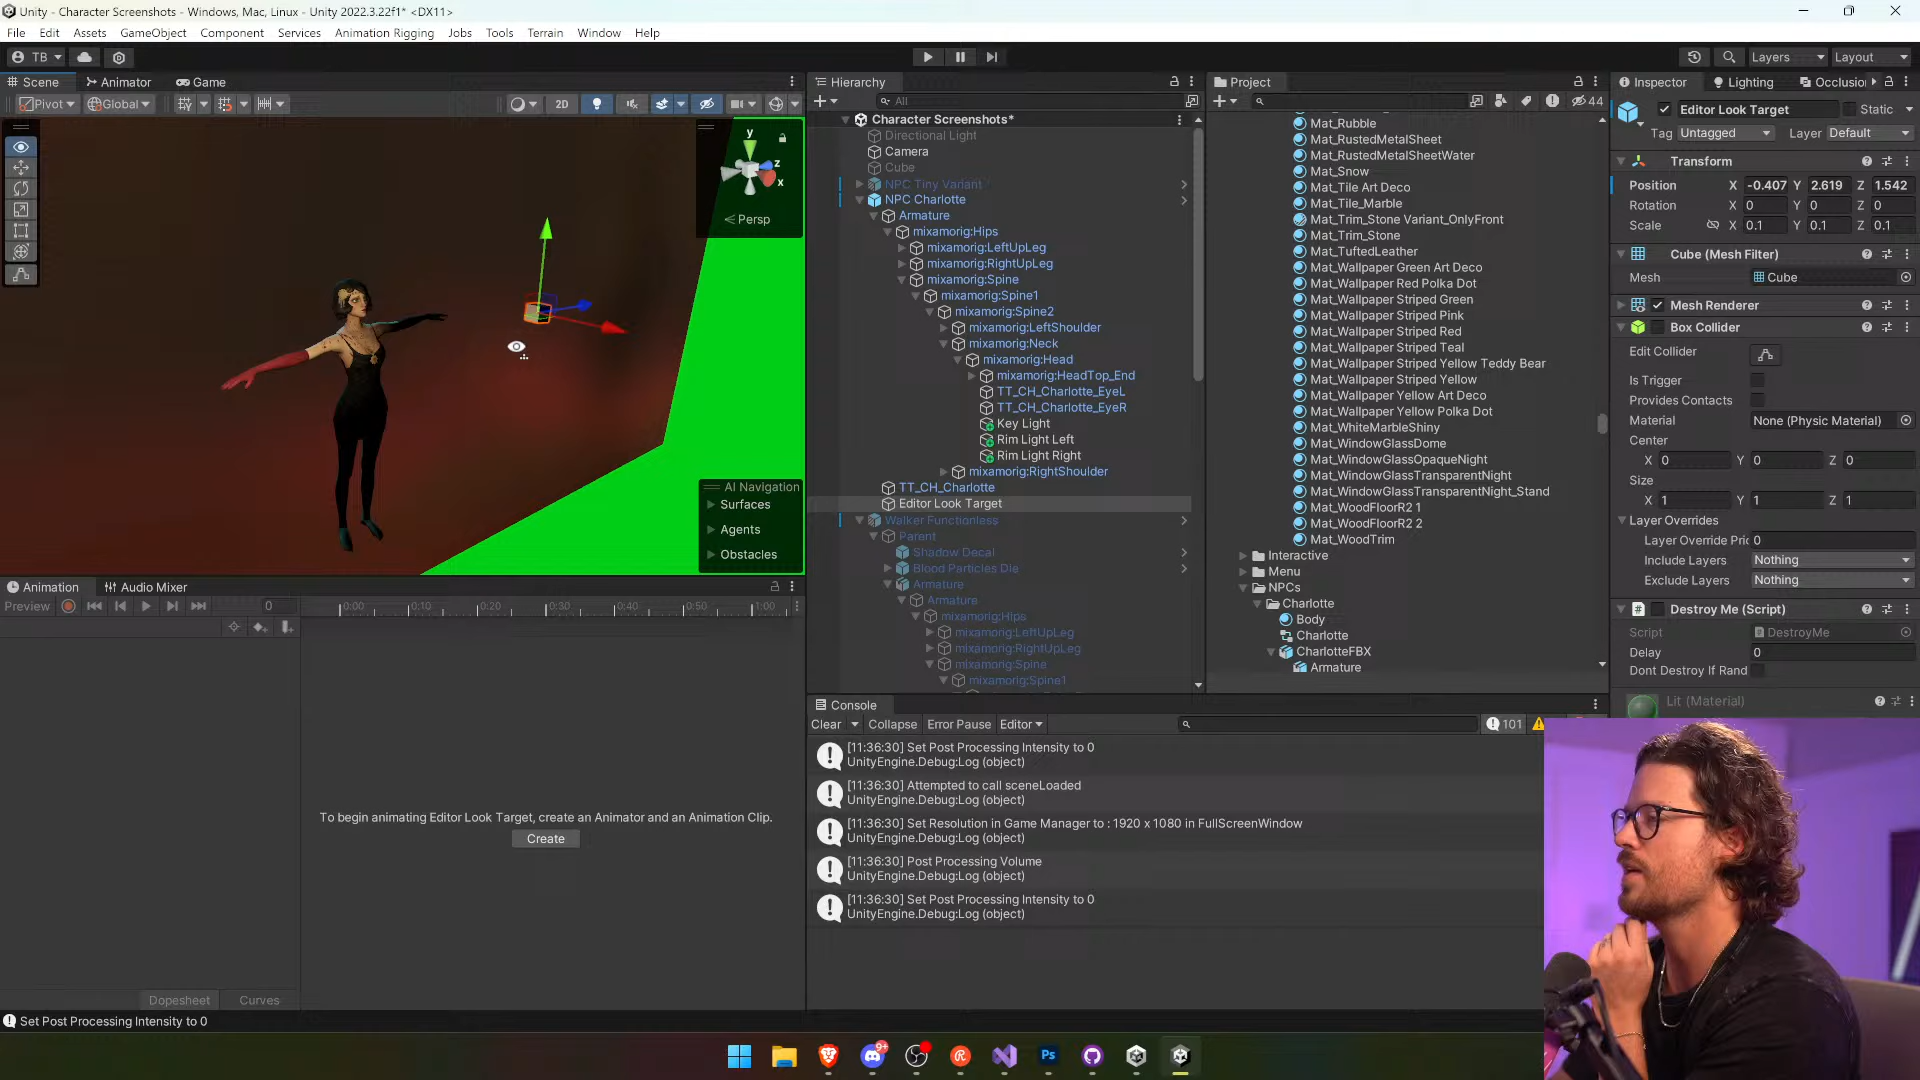 Unity - Character Screenshots - Windows, Mac, Linux - Unity 2022.3.22f1* <DX11>
File Edit Assets GameObject Component Services Animation Rigging Jobs Tools Terrain Window Help
TB
Layers Layout
Scene Animator Game
Pivot Global 2D
y
z
x
Persp
AI Navigation
Surfaces
Agents
Obstacles
Hierarchy
All
Character Screenshots*
Directional Light
Camera
Cube
NPC Tiny Variant
NPC Charlotte
Armature
mixamorig:Hips
mixamorig:LeftUpLeg
mixamorig:RightUpLeg
mixamorig:Spine
mixamorig:Spine1
mixamorig:Spine2
mixamorig:LeftShoulder
mixamorig:Neck
mixamorig:Head
mixamorig:HeadTop_End
TT_CH_Charlotte_EyeL
TT_CH_Charlotte_EyeR
Key Light
Rim Light Left
Rim Light Right
mixamorig:RightShoulder
TT_CH_Charlotte
Editor Look Target
Walker Functionless
Parent
Shadow Decal
Blood Particles Die
Armature
Armature
mixamorig:Hips
mixamorig:LeftUpLeg
mixamorig:RightUpLeg
mixamorig:Spine
mixamorig:Spine1
Project
44
Mat_Rubble
Mat_RustedMetalSheet
Mat_RustedMetalSheetWater
Mat_Snow
Mat_Tile Art Deco
Mat_Tile_Marble
Mat_Trim_Stone Variant_OnlyFront
Mat_Trim_Stone
Mat_TuftedLeather
Mat_Wallpaper Green Art Deco
Mat_Wallpaper Red Polka Dot
Mat_Wallpaper Striped Green
Mat_Wallpaper Striped Pink
Mat_Wallpaper Striped Red
Mat_Wallpaper Striped Teal
Mat_Wallpaper Striped Yellow Teddy Bear
Mat_Wallpaper Striped Yellow
Mat_Wallpaper Yellow Art Deco
Mat_Wallpaper Yellow Polka Dot
Mat_WhiteMarbleShiny
Mat_WindowGlassDome
Mat_WindowGlassOpaqueNight
Mat_WindowGlassTransparentNight
Mat_WindowGlassTransparentNight_Stand
Mat_WoodFloorR2 1
Mat_WoodFloorR2 2
Mat_WoodTrim
Interactive
Menu
NPCs
Charlotte
Body
Charlotte
CharlotteFBX
Armature
Inspector Lighting Occlusion
Editor Look Target Static
Tag Untagged Layer Default
Transform
Position X -0.407 Y 2.619 Z 1.542
Rotation X 0 Y 0 Z 0
Scale X 0.1 Y 0.1 Z 0.1
Cube (Mesh Filter)
Mesh Cube
Mesh Renderer
Box Collider
Edit Collider
Is Trigger
Provides Contacts
Material None (Physic Material)
Center
X 0 Y 0 Z 0
Size
X 1 Y 1 Z 1
Layer Overrides
Layer Override Pric 0
Include Layers Nothing
Exclude Layers Nothing
Destroy Me (Script)
Script DestroyMe
Delay 0
Dont Destroy If Rand
Lit (Material)
Animation Audio Mixer
Preview 0 0:00 0:10 0:20 0:30 0:40 0:50 1:00
To begin animating Editor Look Target, create an Animator and an Animation Clip.
Create
Dopesheet Curves
Console
Clear Collapse Error Pause Editor 101
[11:36:30] Set Post Processing Intensity to 0
UnityEngine.Debug:Log (object)
[11:36:30] Attempted to call sceneLoaded
UnityEngine.Debug:Log (object)
[11:36:30] Set Resolution in Game Manager to : 1920 x 1080 in FullScreenWindow
UnityEngine.Debug:Log (object)
[11:36:30] Post Processing Volume
UnityEngine.Debug:Log (object)
[11:36:30] Set Post Processing Intensity to 0
UnityEngine.Debug:Log (object)
Set Post Processing Intensity to 0
9+
Ps